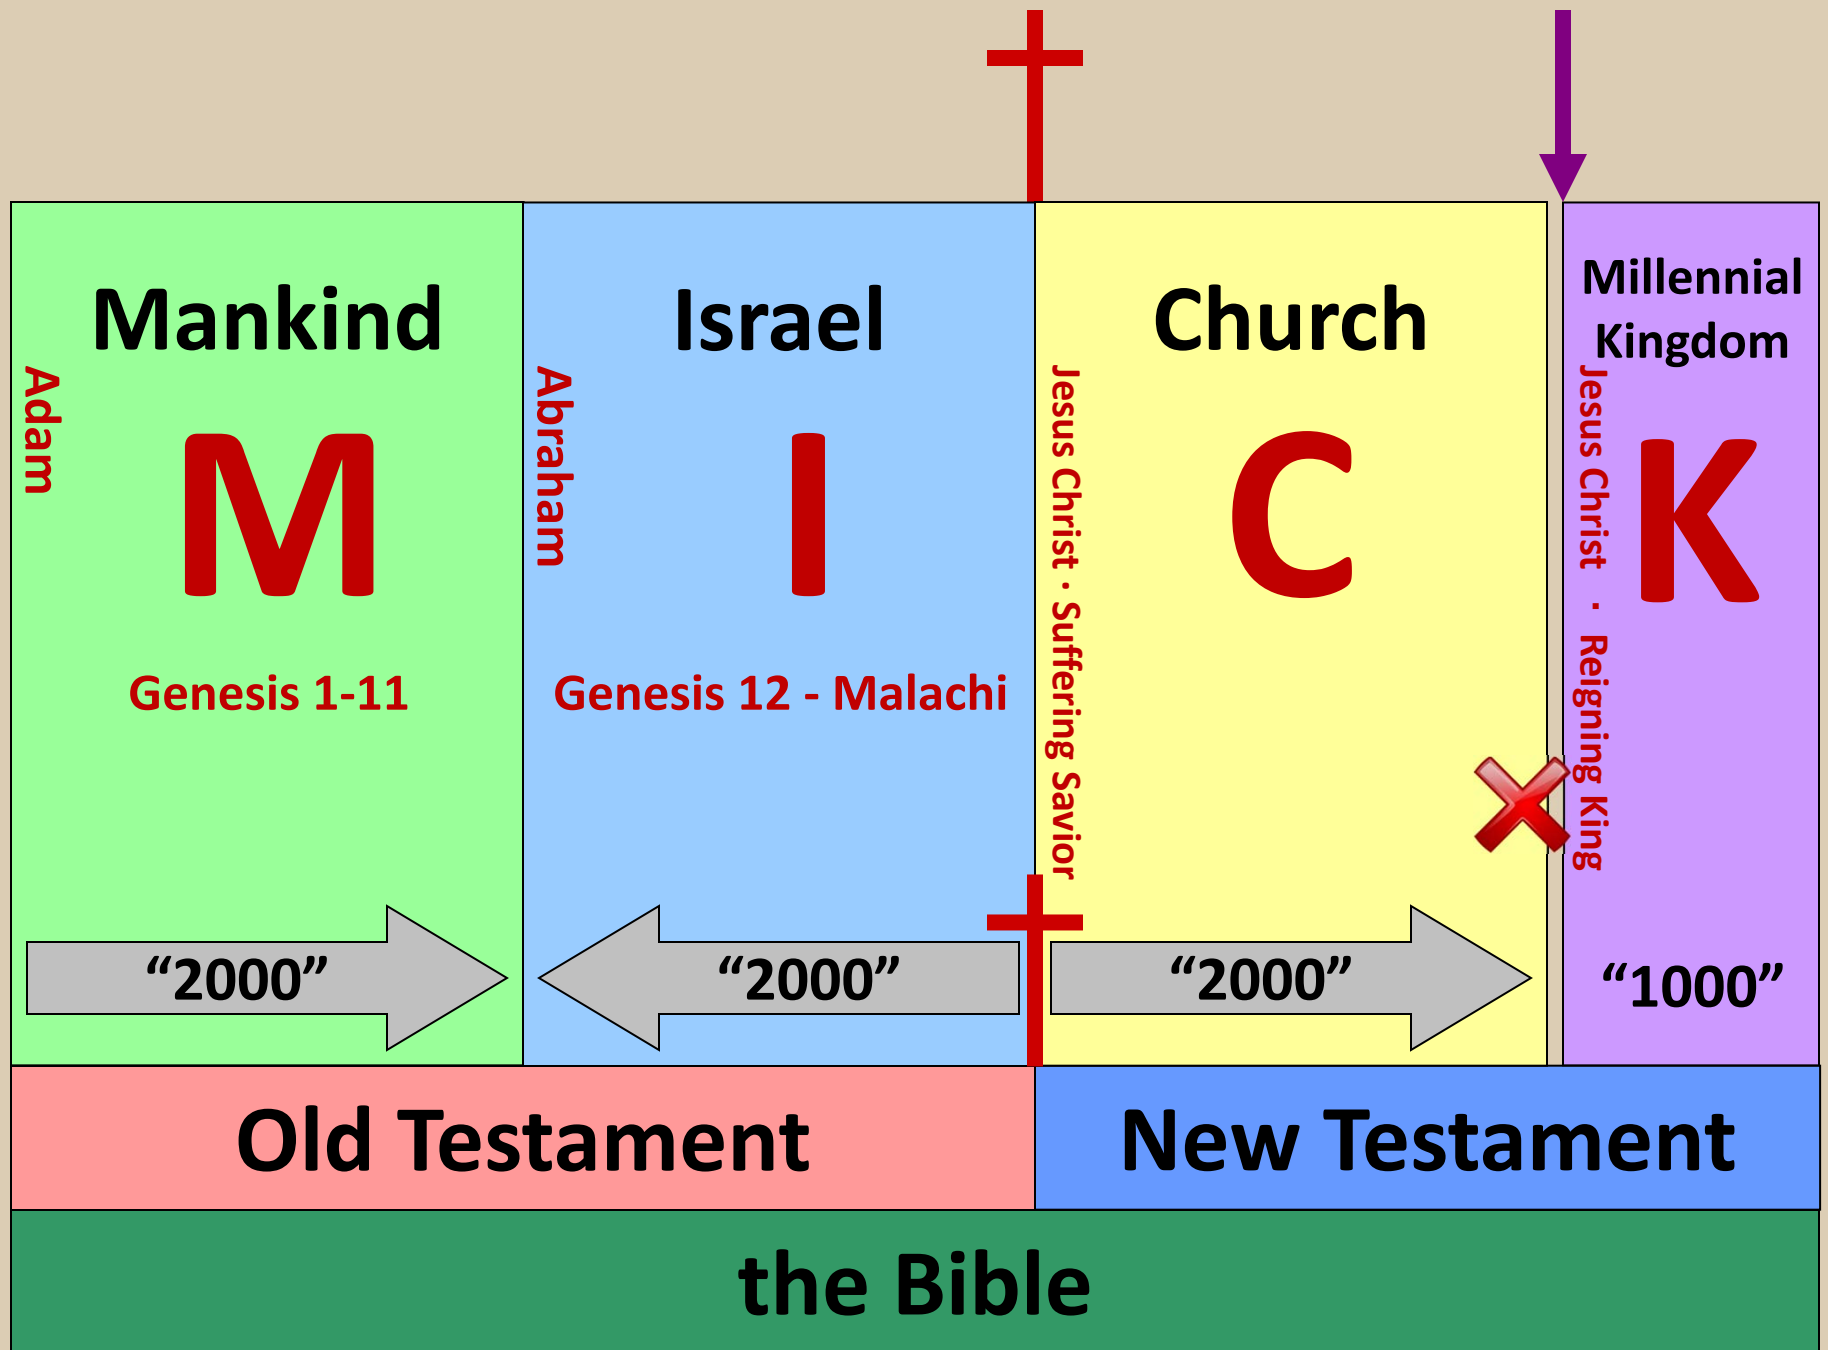 Mankind
Adam
M
Genesis 1-11
“2000”
Israel
Abraham
I
Genesis 12 - Malachi
“2000”
Church
Jesus Christ · Suffering Savior
C
“2000”
Millennial
Kingdom
Jesus Christ · Reigning King
K
“1000”
Old Testament
New Testament
the Bible